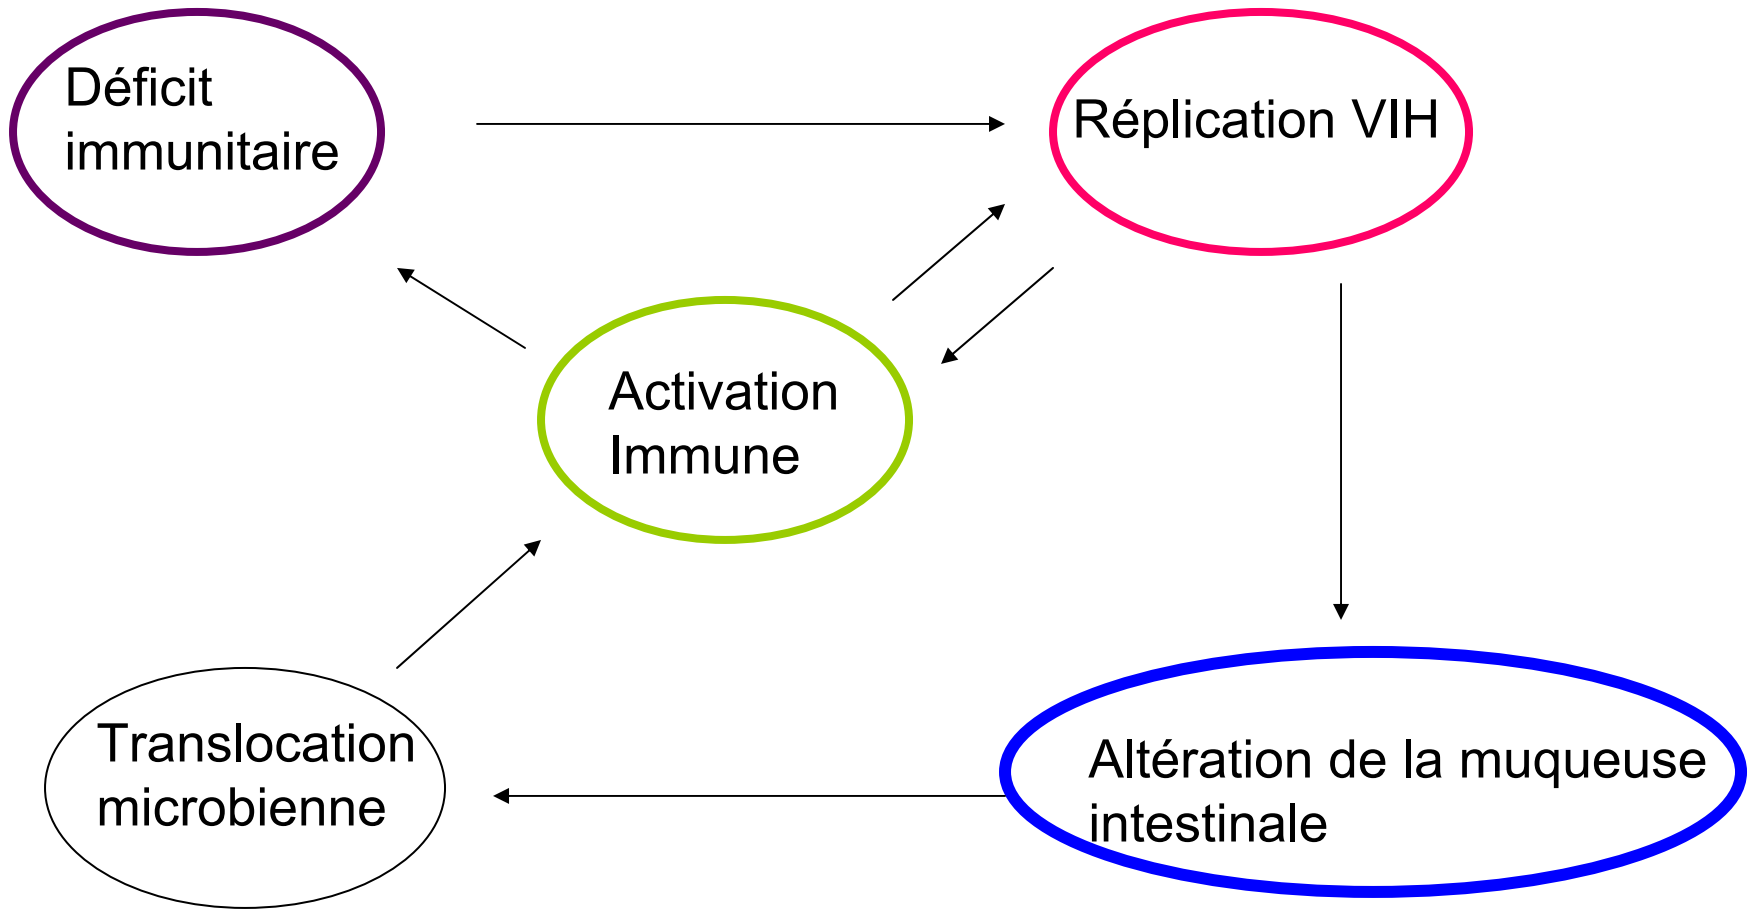 Déficit
immunitaire
Réplication VIH
Activation
Immune
Translocation
microbienne
Altération de la muqueuse
intestinale